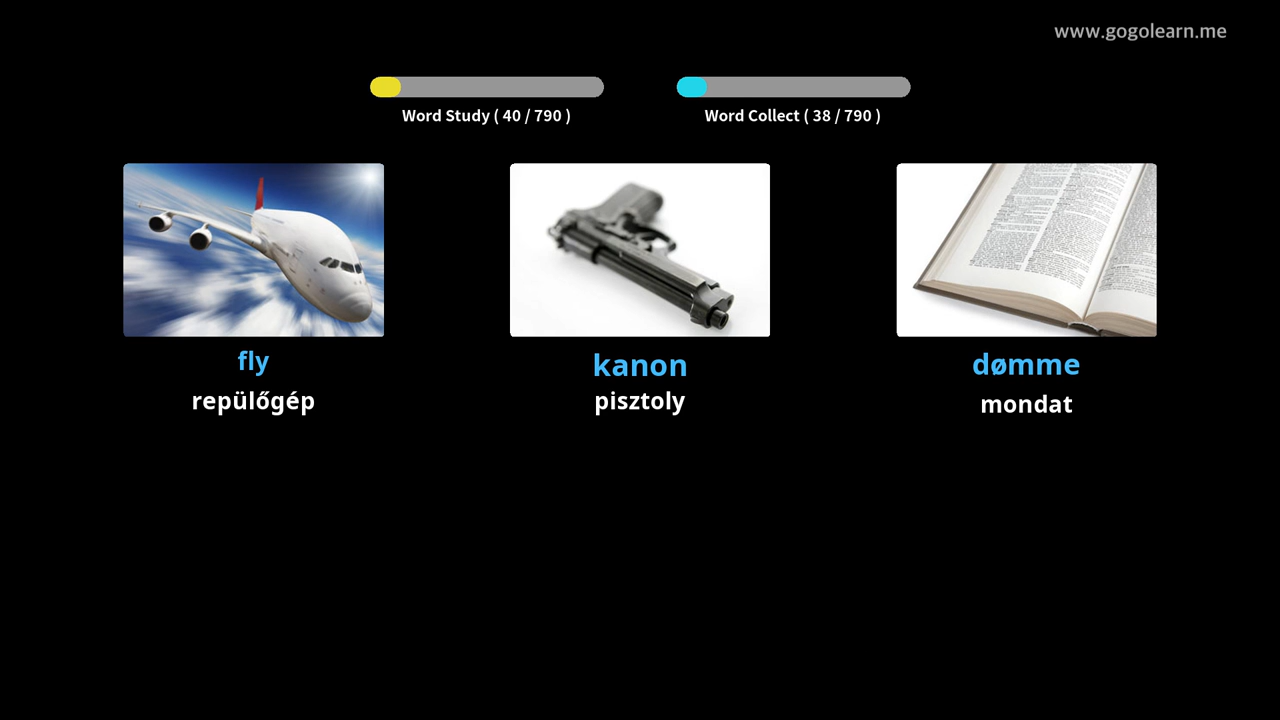 www.gogolearn.me
Word Study ( 40 / 790 )
Word Collect ( 38 / 790 )
fly
repülőgép
kanon
pisztoly
dømme
mondat